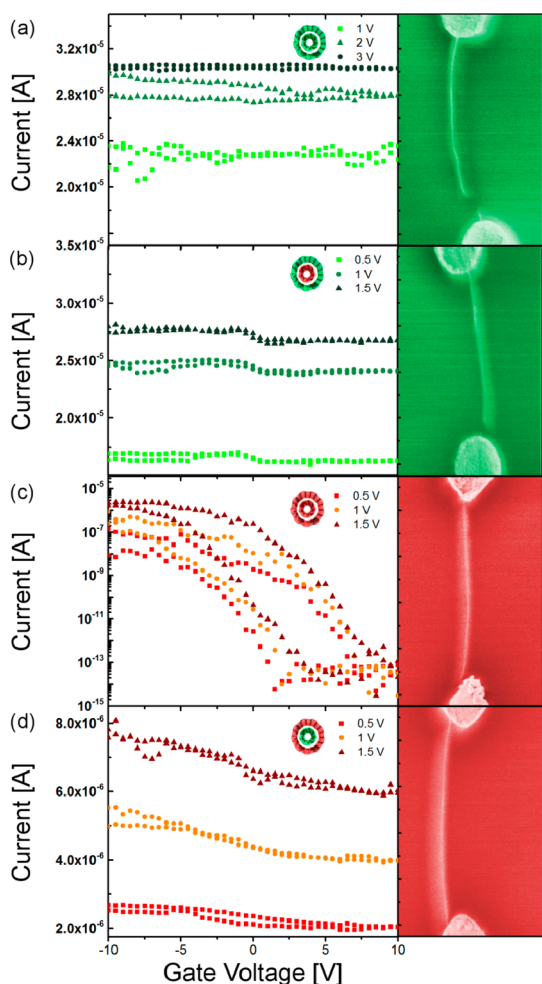 (a)
Current [A]
3.2x10⁻⁵
2.8x10⁻⁵
2.4x10⁻⁵
2.0x10⁻⁵
1 V
2 V
3 V
(b)
Current [A]
3.5x10⁻⁵
3.0x10⁻⁵
2.5x10⁻⁵
2.0x10⁻⁵
0.5 V
1 V
1.5 V
(c)
Current [A]
10⁻⁵
10⁻⁷
10⁻⁹
10⁻¹¹
10⁻¹³
10⁻¹⁵
0.5 V
1 V
1.5 V
(d)
Current [A]
8.0x10⁻⁶
6.0x10⁻⁶
4.0x10⁻⁶
2.0x10⁻⁶
0.5 V
1 V
1.5 V
-10 -5 0 5 10
Gate Voltage [V]